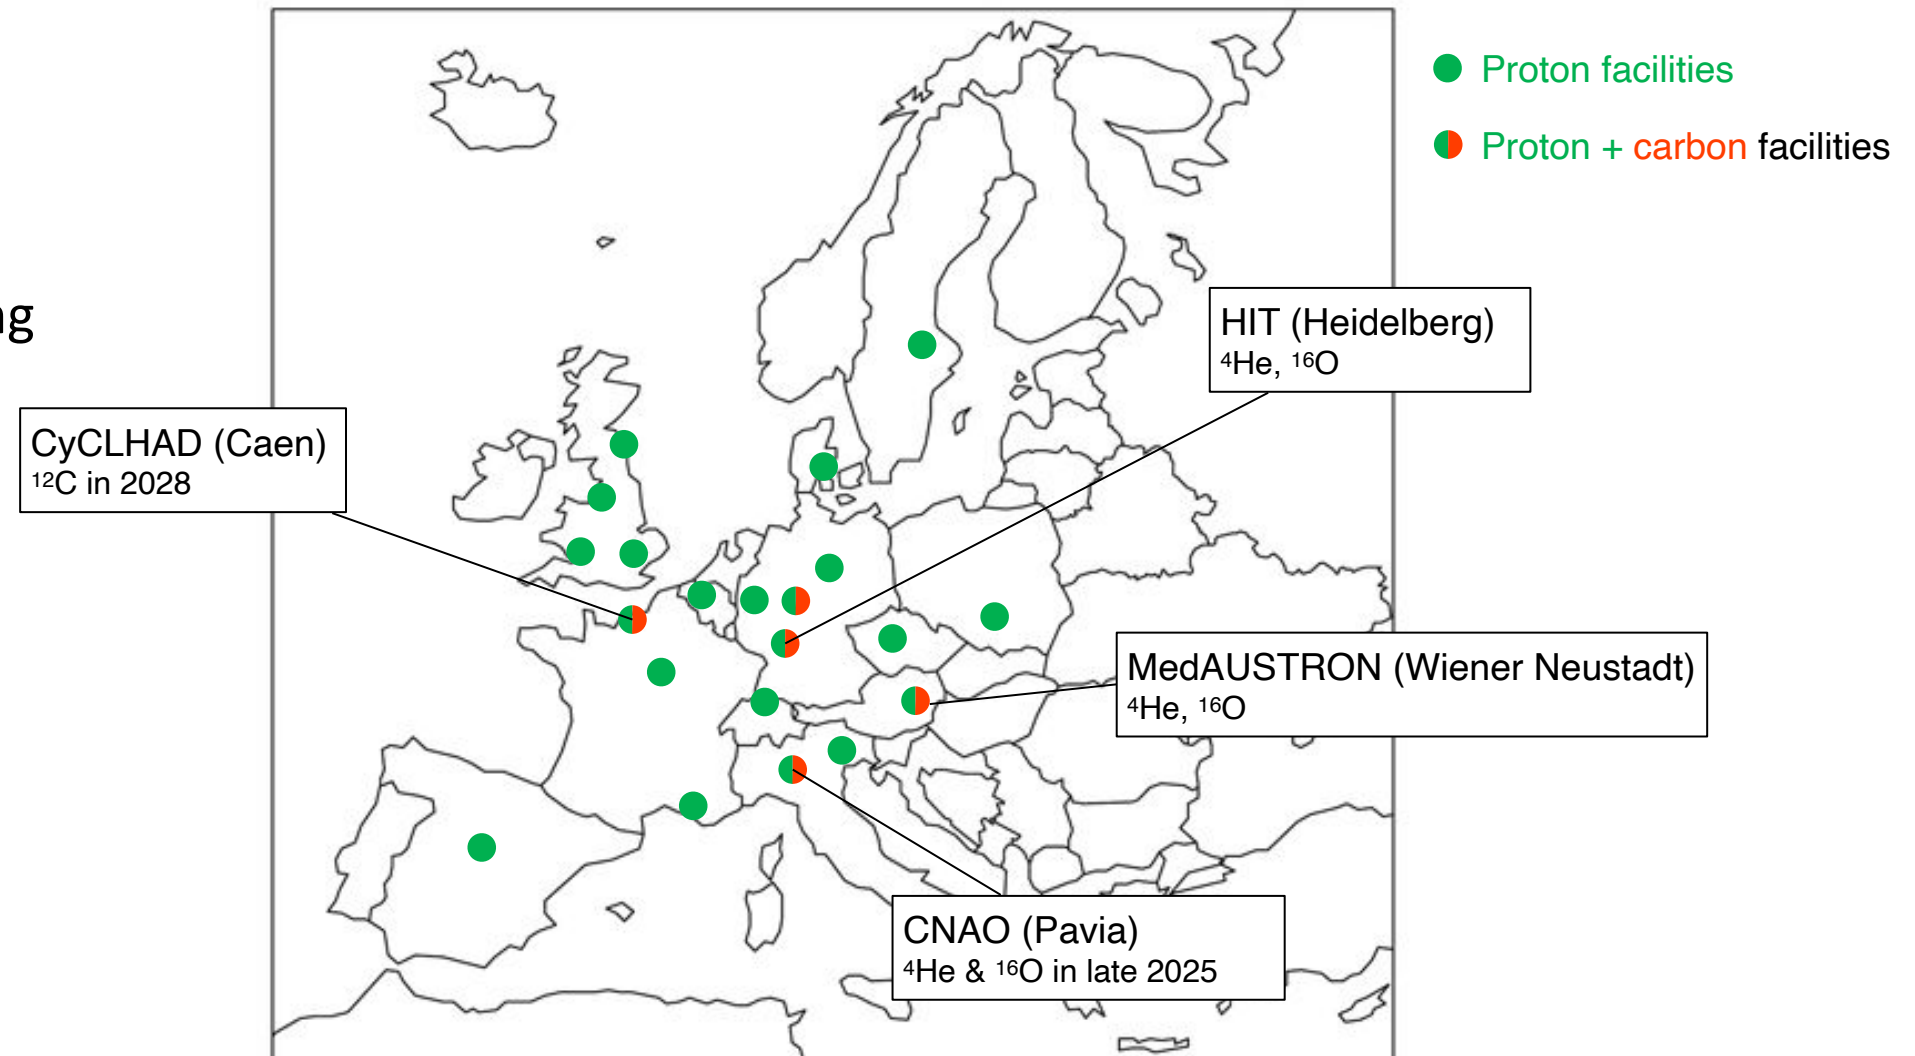 Proton facilities
Proton + carbon facilities
ng
HIT (Heidelberg)
⁴He, ¹⁶O
CyCLHAD (Caen)
¹²C in 2028
MedAUSTRON (Wiener Neustadt)
⁴He, ¹⁶O
CNAO (Pavia)
⁴He & ¹⁶O in late 2025